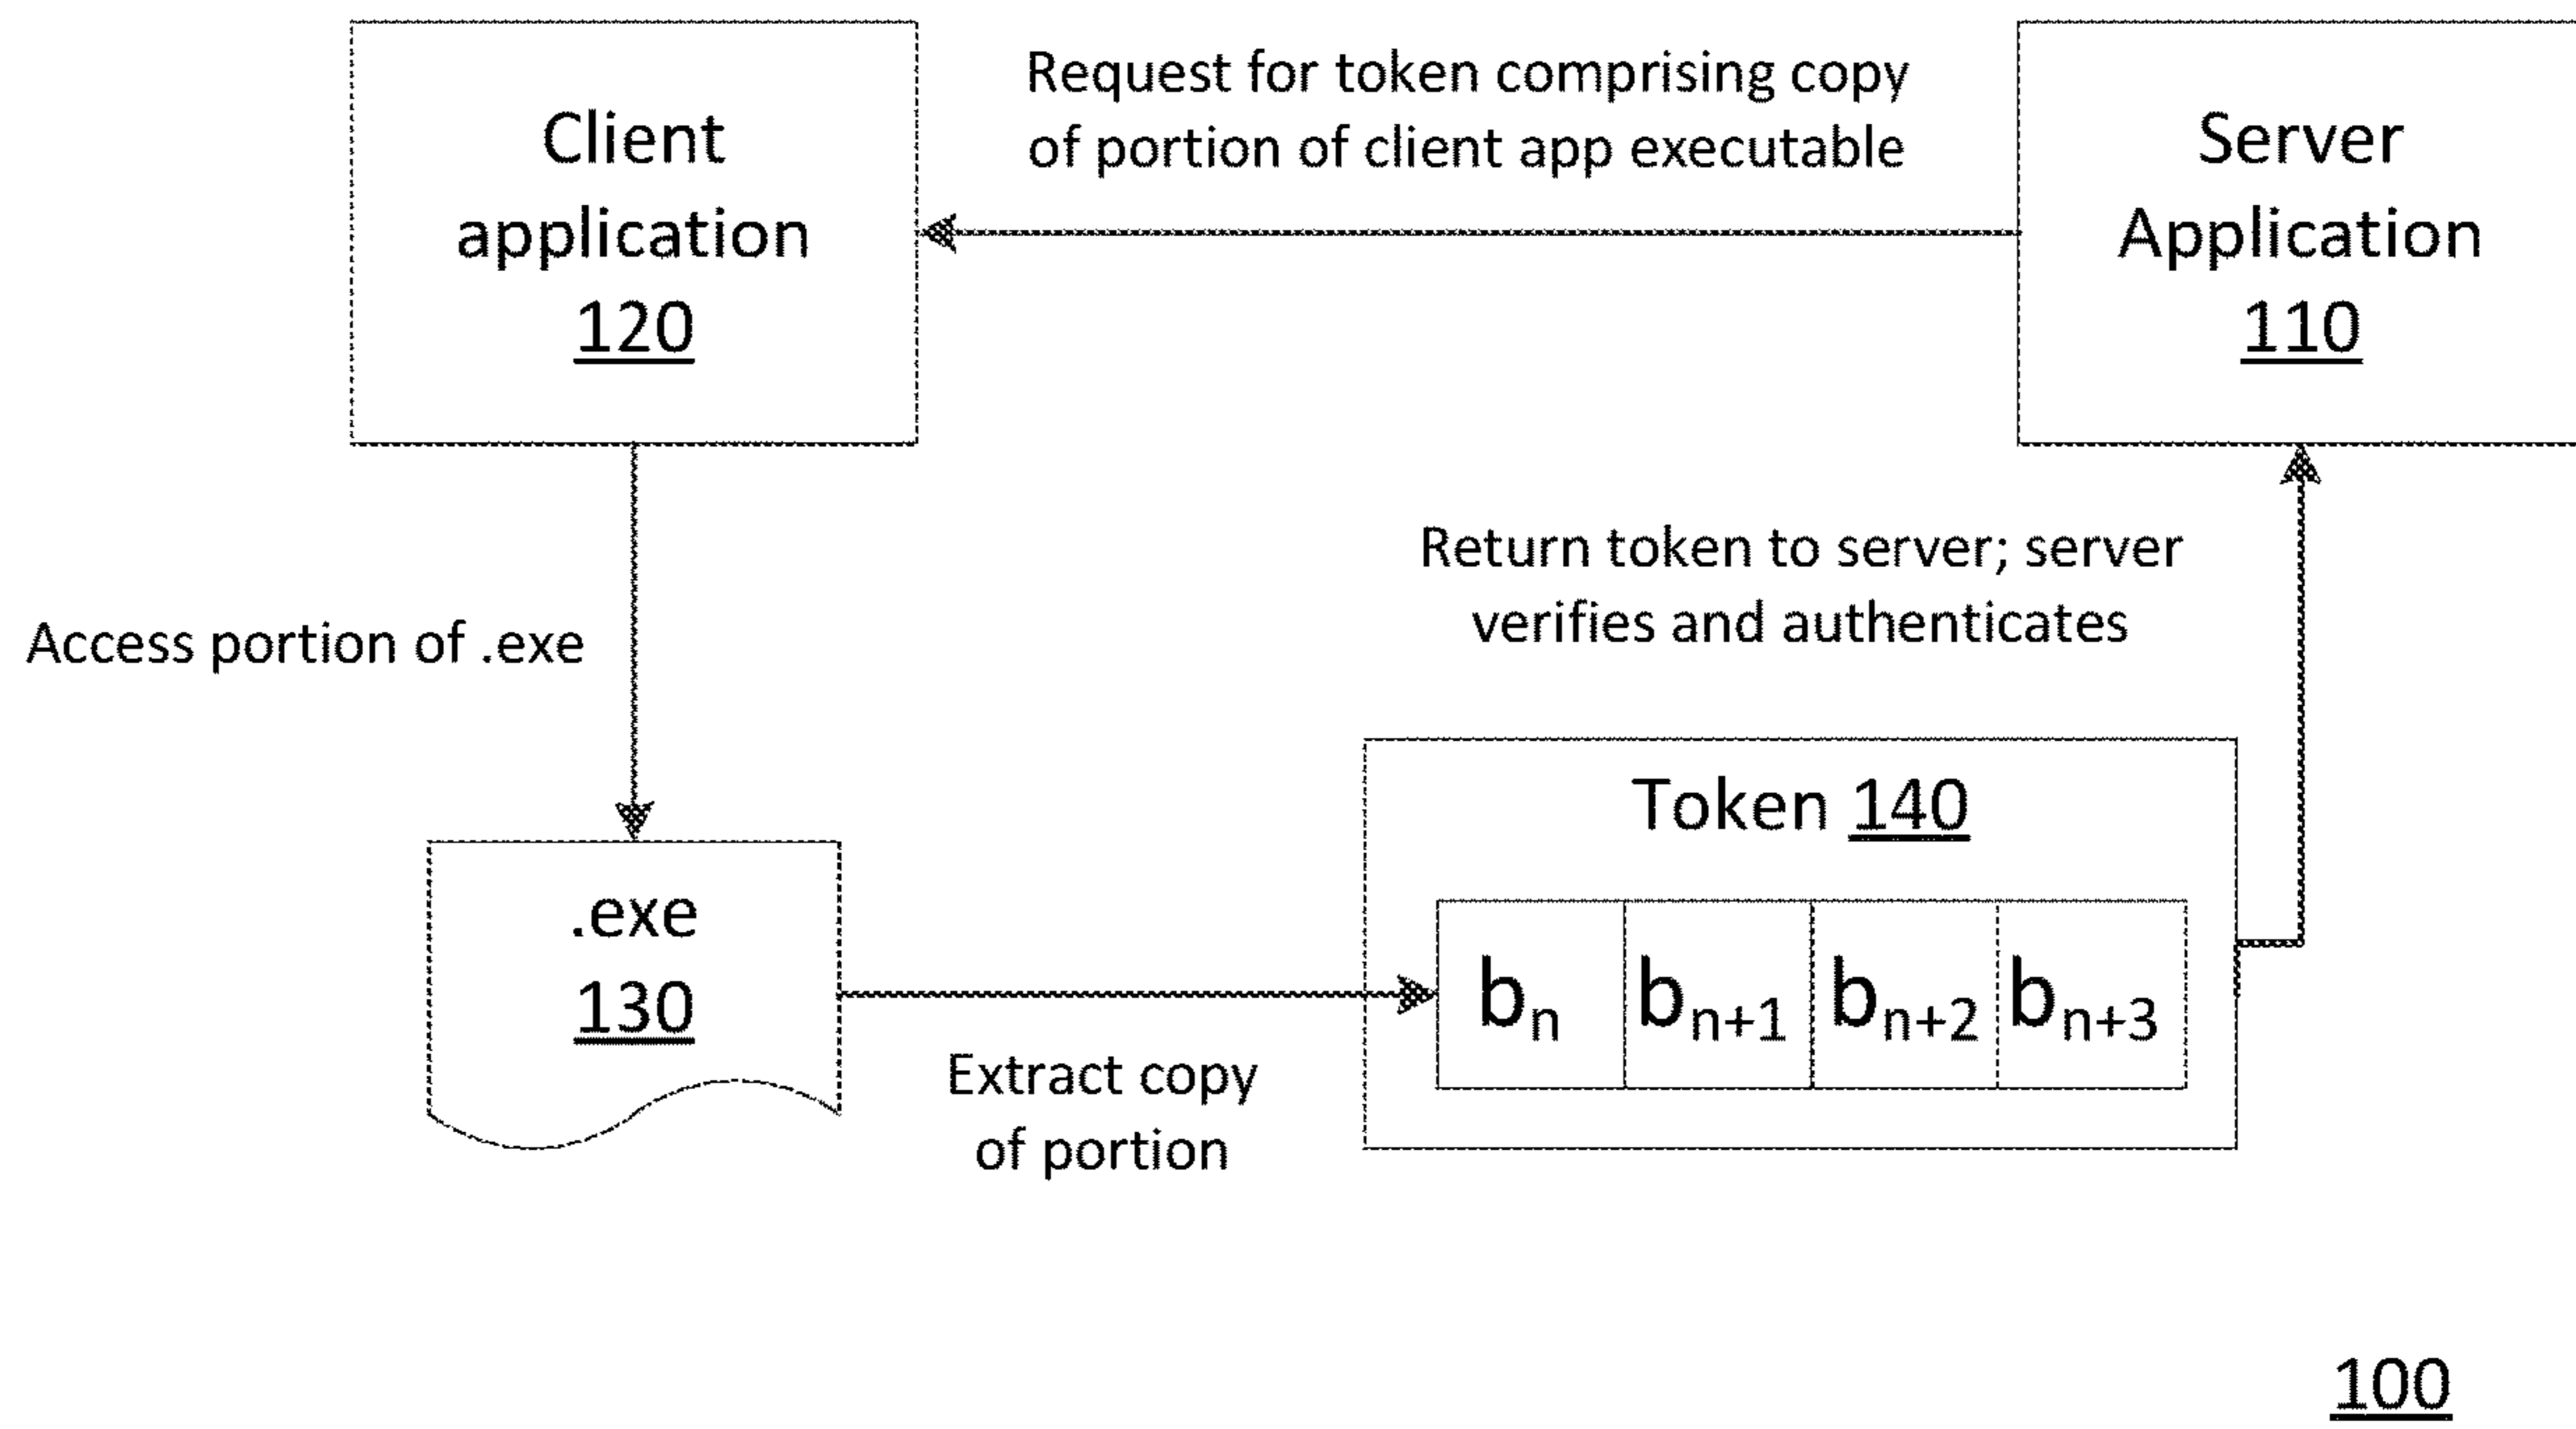 Client
application
120
Request for token comprising copy
of portion of client app executable
Server
Application
110
Access portion of .exe
Return token to server; server
verifies and authenticates
.exe
130
Extract copy
of portion
Token 140
bn bn+1 bn+2 bn+3
100